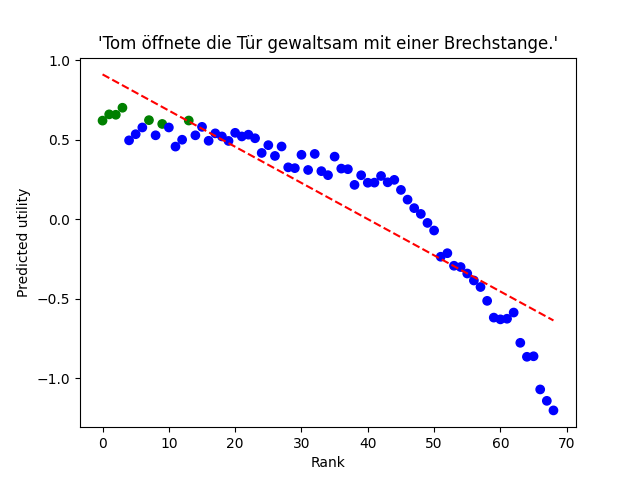 'Tom öffnete die Tür gewaltsam mit einer Brechstange.'
1.0
0.5
0.0
−0.5
−1.0
Predicted utility
0 10 20 30 40 50 60 70
Rank